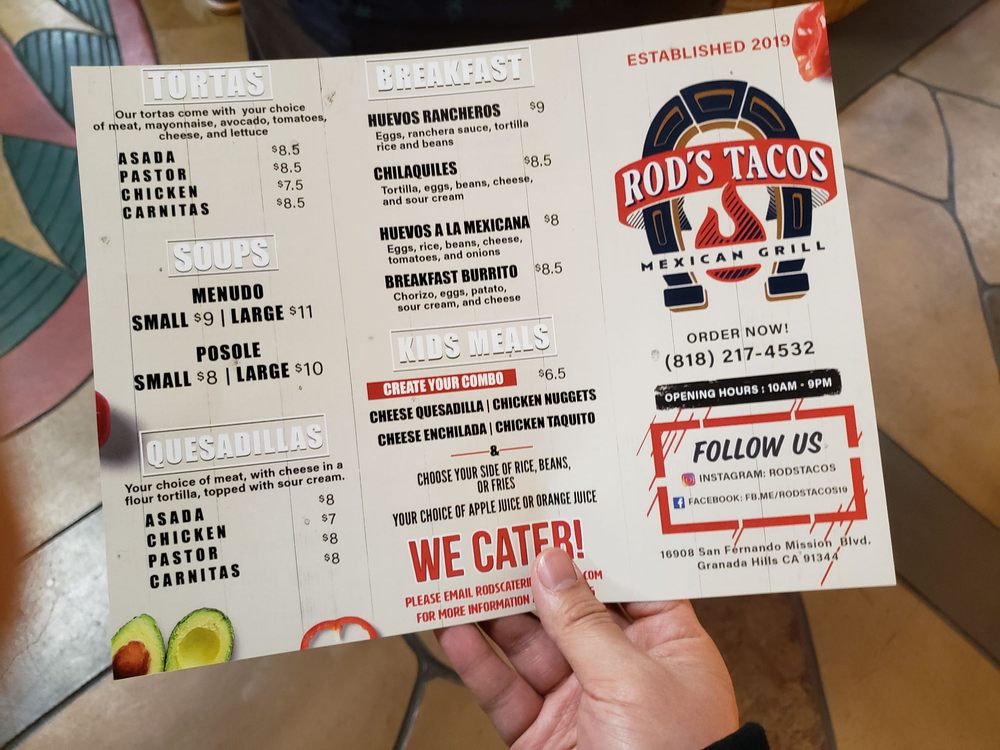 TORTAS
Our tortas come with your choice
of meat, mayonnaise, avocado, tomatoes,
cheese, and lettuce
ASADA $8.5
PASTOR $8.5
CHICKEN $7.5
CARNITAS $8.5
SOUPS
MENUDO
SMALL $9 | LARGE $11
POSOLE
SMALL $8 | LARGE $10
QUESADILLAS
Your choice of meat, with cheese in a
flour tortilla, topped with sour cream.
ASADA $8
CHICKEN $7
PASTOR $8
CARNITAS $8
BREAKFAST
HUEVOS RANCHEROS $9
Eggs, ranchera sauce, tortilla
rice and beans
CHILAQUILES $8.5
Tortilla, eggs, beans, cheese,
and sour cream
HUEVOS A LA MEXICANA $8
Eggs, rice, beans, cheese,
tomatoes, and onions
BREAKFAST BURRITO $8.5
Chorizo, eggs, patato,
sour cream, and cheese
KIDS MEALS
CREATE YOUR COMBO $6.5
CHEESE QUESADILLA | CHICKEN NUGGETS
CHEESE ENCHILADA | CHICKEN TAQUITO
&
CHOOSE YOUR SIDE OF RICE, BEANS,
OR FRIES
YOUR CHOICE OF APPLE JUICE OR ORANGE JUICE
WE CATER!
PLEASE EMAIL
FOR MORE INFORMATION
ESTABLISHED 2019
ROD'S TACOS
MEXICAN GRILL
ORDER NOW!
(818) 217-4532
OPENING HOURS : 10AM - 9PM
FOLLOW US
INSTAGRAM: RODSTACOS
FACEBOOK: FB.ME/RODSTACOS19
16908 San Fernando Mission Blvd.
Granada Hills CA 91344